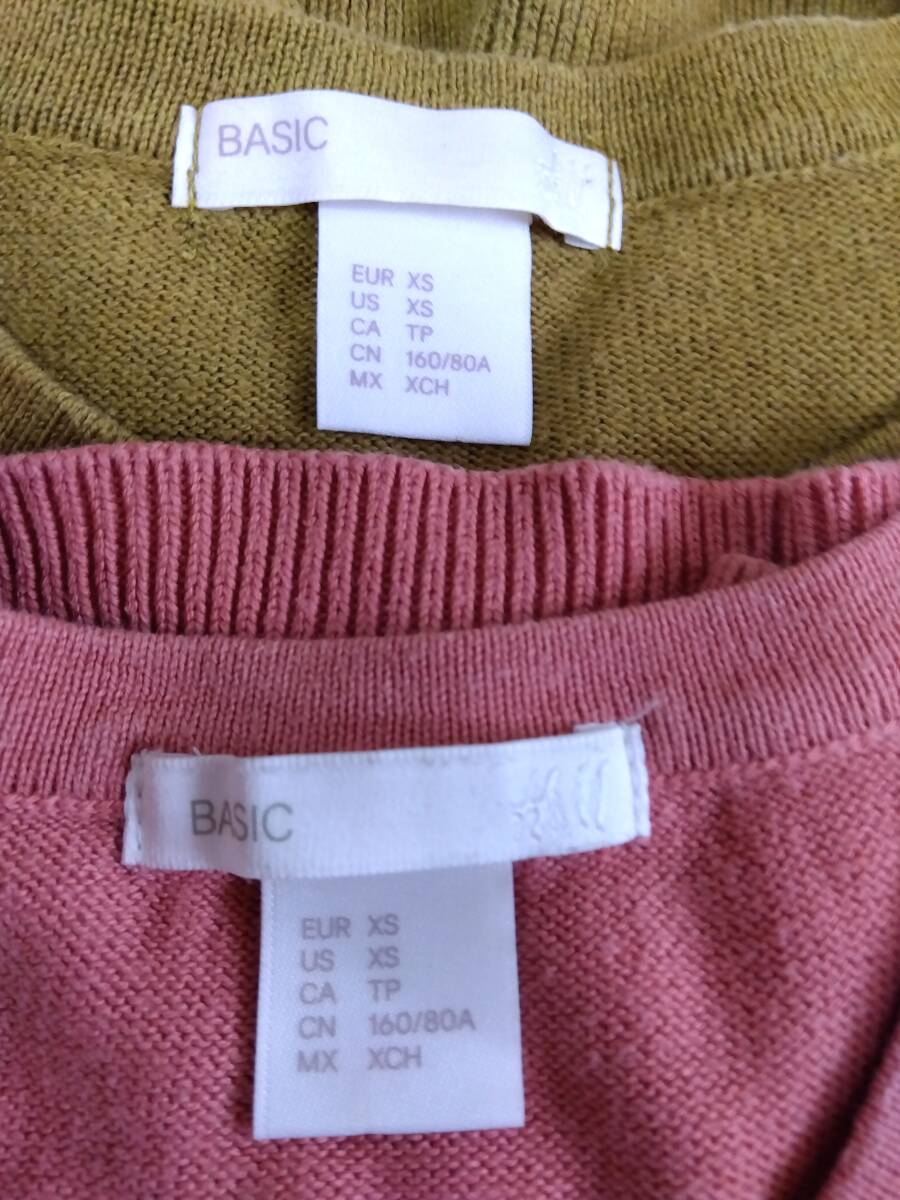 BASIC
EUR XS
US XS
CA TP
CN 160/80A
MX XCH
BASIC
EUR XS
US XS
CA TP
CN 160/80A
MX XCH